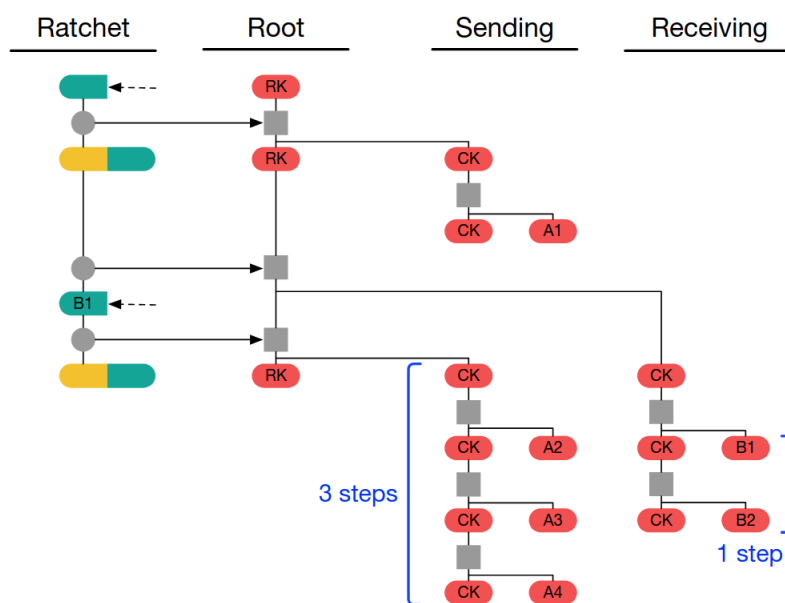 Ratchet Root Sending Receiving
RK
RK CK
CK A1
B1
RK CK CK
CK A2 CK B1
3 steps
CK A3 CK B2
1 step
CK A4